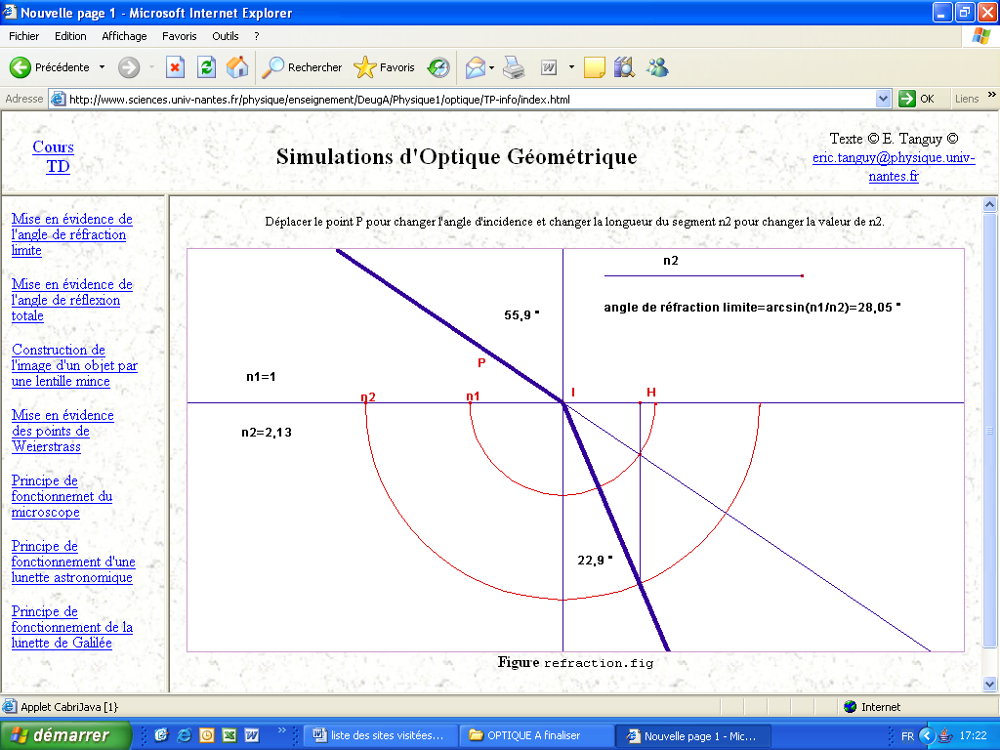 Nouvelle page 1 - Microsoft Internet Explorer
Fichier Edition Affichage Favoris Outils ?
Précédente Rechercher Favoris
Adresse http://www.sciences.univ-nantes.fr/physique/enseignement/DeugA/Physique1/optique/TP-info/index.html OK Liens »
Cours
TD
Simulations d'Optique Géométrique
Texte © E. Tanguy ©
eric.tanguy@physique.univ-
nantes.fr
Mise en évidence de
l'angle de réfraction
limite
Mise en évidence de
l'angle de réflexion
totale
Construction de
l'image d'un objet par
une lentille mince
Mise en évidence
des points de
Weierstrass
Principe de
fonctionnemet du
microscope
Principe de
fonctionnement d'une
lunette astronomique
Principe de
fonctionnement de la
lunette de Galilée
Déplacer le point P pour changer l'angle d'incidence et changer la longueur du segment n2 pour changer la valeur de n2.
n2
angle de réfraction limite=arcsin(n1/n2)=28,05 °
55,9 °
P
n1=1
n2 n1 I H
n2=2,13
22,9 °
Figure refraction.fig
Applet CabriJava [1} Internet
démarrer » liste des sites visitées... OPTIQUE A finaliser Nouvelle page 1 - Mic... FR 17:22